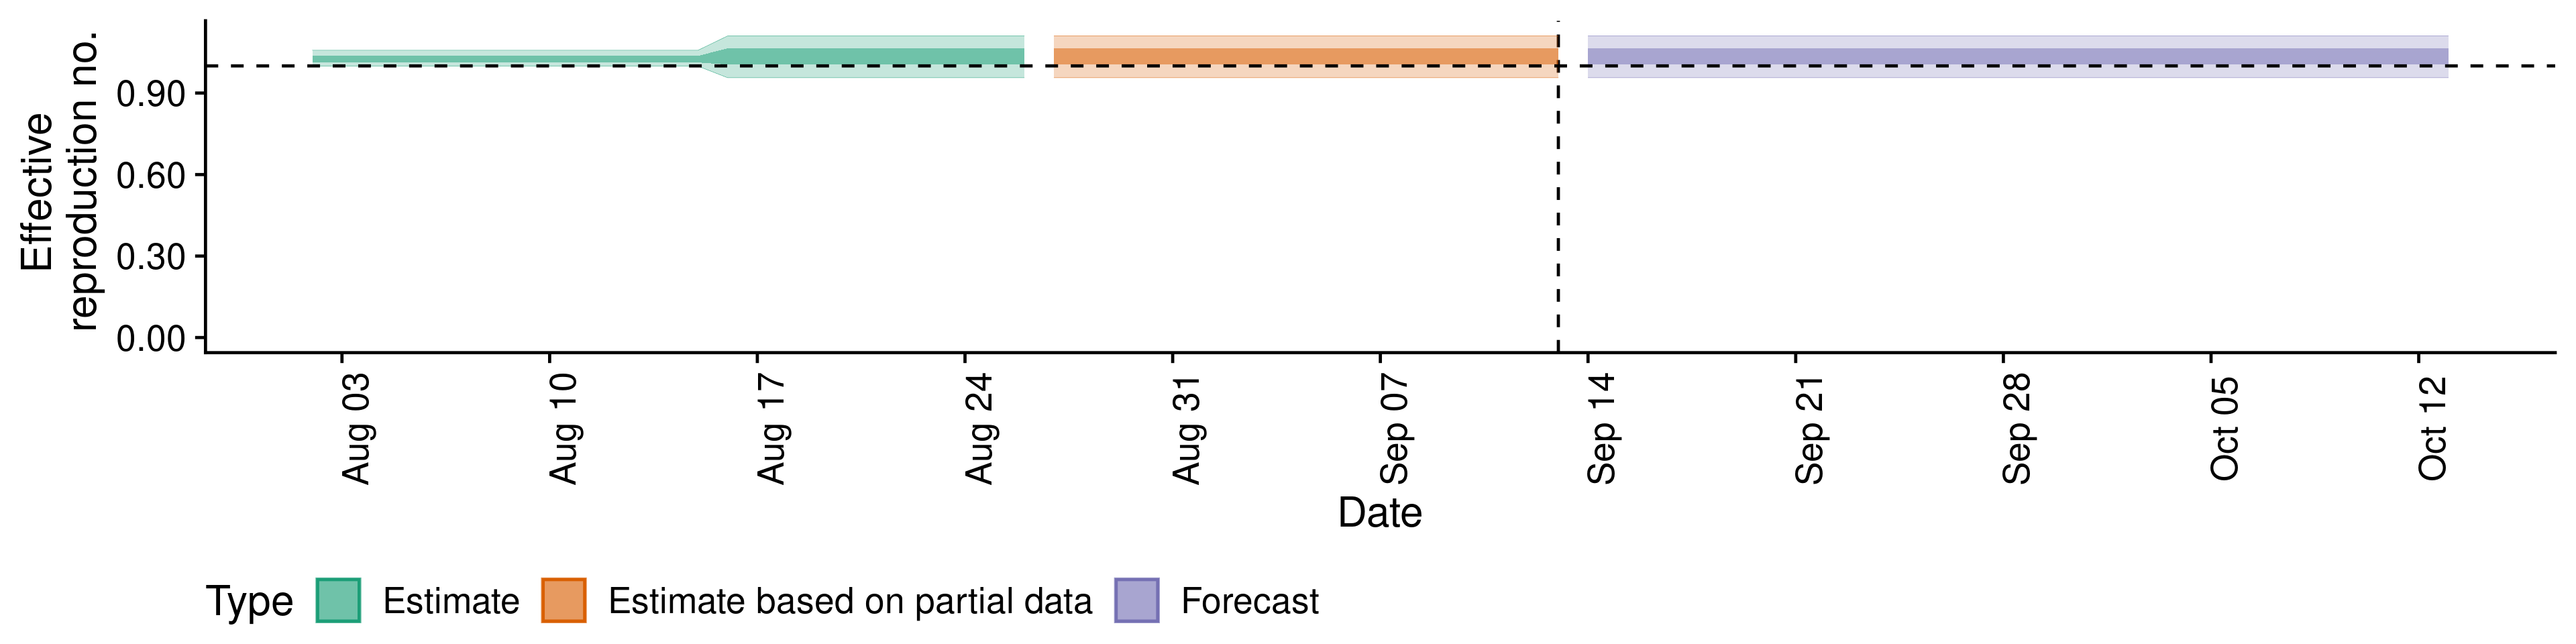 Effective
reproduction no.
0.90
0.60
0.30
0.00
Aug 03
Aug 10
Aug 17
Aug 24
Aug 31
Sep 07
Sep 14
Sep 21
Sep 28
Oct 05
Oct 12
Date
Type Estimate Estimate based on partial data Forecast